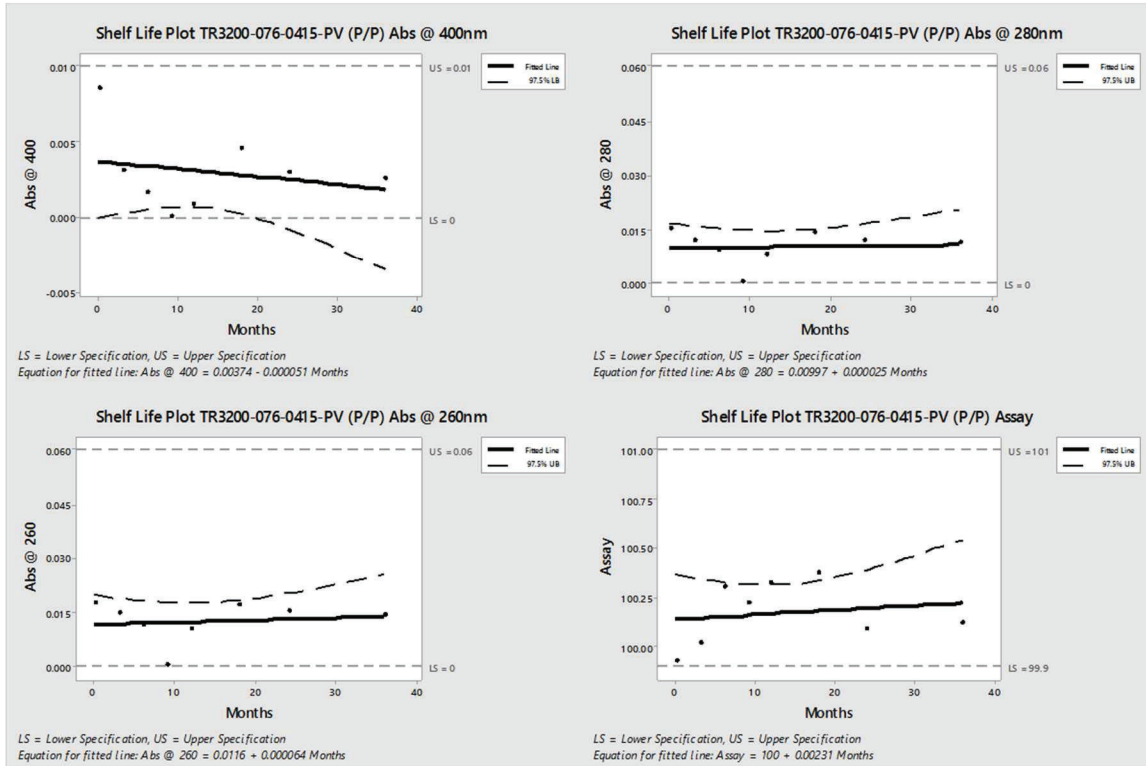 Shelf Life Plot TR3200-076-0415-PV (P/P) Abs @ 400nm
0.010
0.005
0.000
-0.005
Abs @ 400
US = 0.01
LS = 0
Fitted Line
97.5% LB
0 10 20 30 40
Months
LS = Lower Specification, US = Upper Specification
Equation for fitted line: Abs @ 400 = 0.00374 - 0.000051 Months
Shelf Life Plot TR3200-076-0415-PV (P/P) Abs @ 280nm
0.060
0.045
0.030
0.015
0.000
Abs @ 280
US = 0.06
LS = 0
Fitted Line
97.5% UB
0 10 20 30 40
Months
LS = Lower Specification, US = Upper Specification
Equation for fitted line: Abs @ 280 = 0.00997 + 0.000025 Months
Shelf Life Plot TR3200-076-0415-PV (P/P) Abs @ 260nm
0.060
0.045
0.030
0.015
0.000
Abs @ 260
US = 0.06
LS = 0
Fitted Line
97.5% UB
0 10 20 30 40
Months
LS = Lower Specification, US = Upper Specification
Equation for fitted line: Abs @ 260 = 0.0116 + 0.000064 Months
Shelf Life Plot TR3200-076-0415-PV (P/P) Assay
101.00
100.75
100.50
100.25
100.00
Assay
US = 101
LS = 99.9
Fitted Line
97.5% UB
0 10 20 30 40
Months
LS = Lower Specification, US = Upper Specification
Equation for fitted line: Assay = 100 + 0.00231 Months